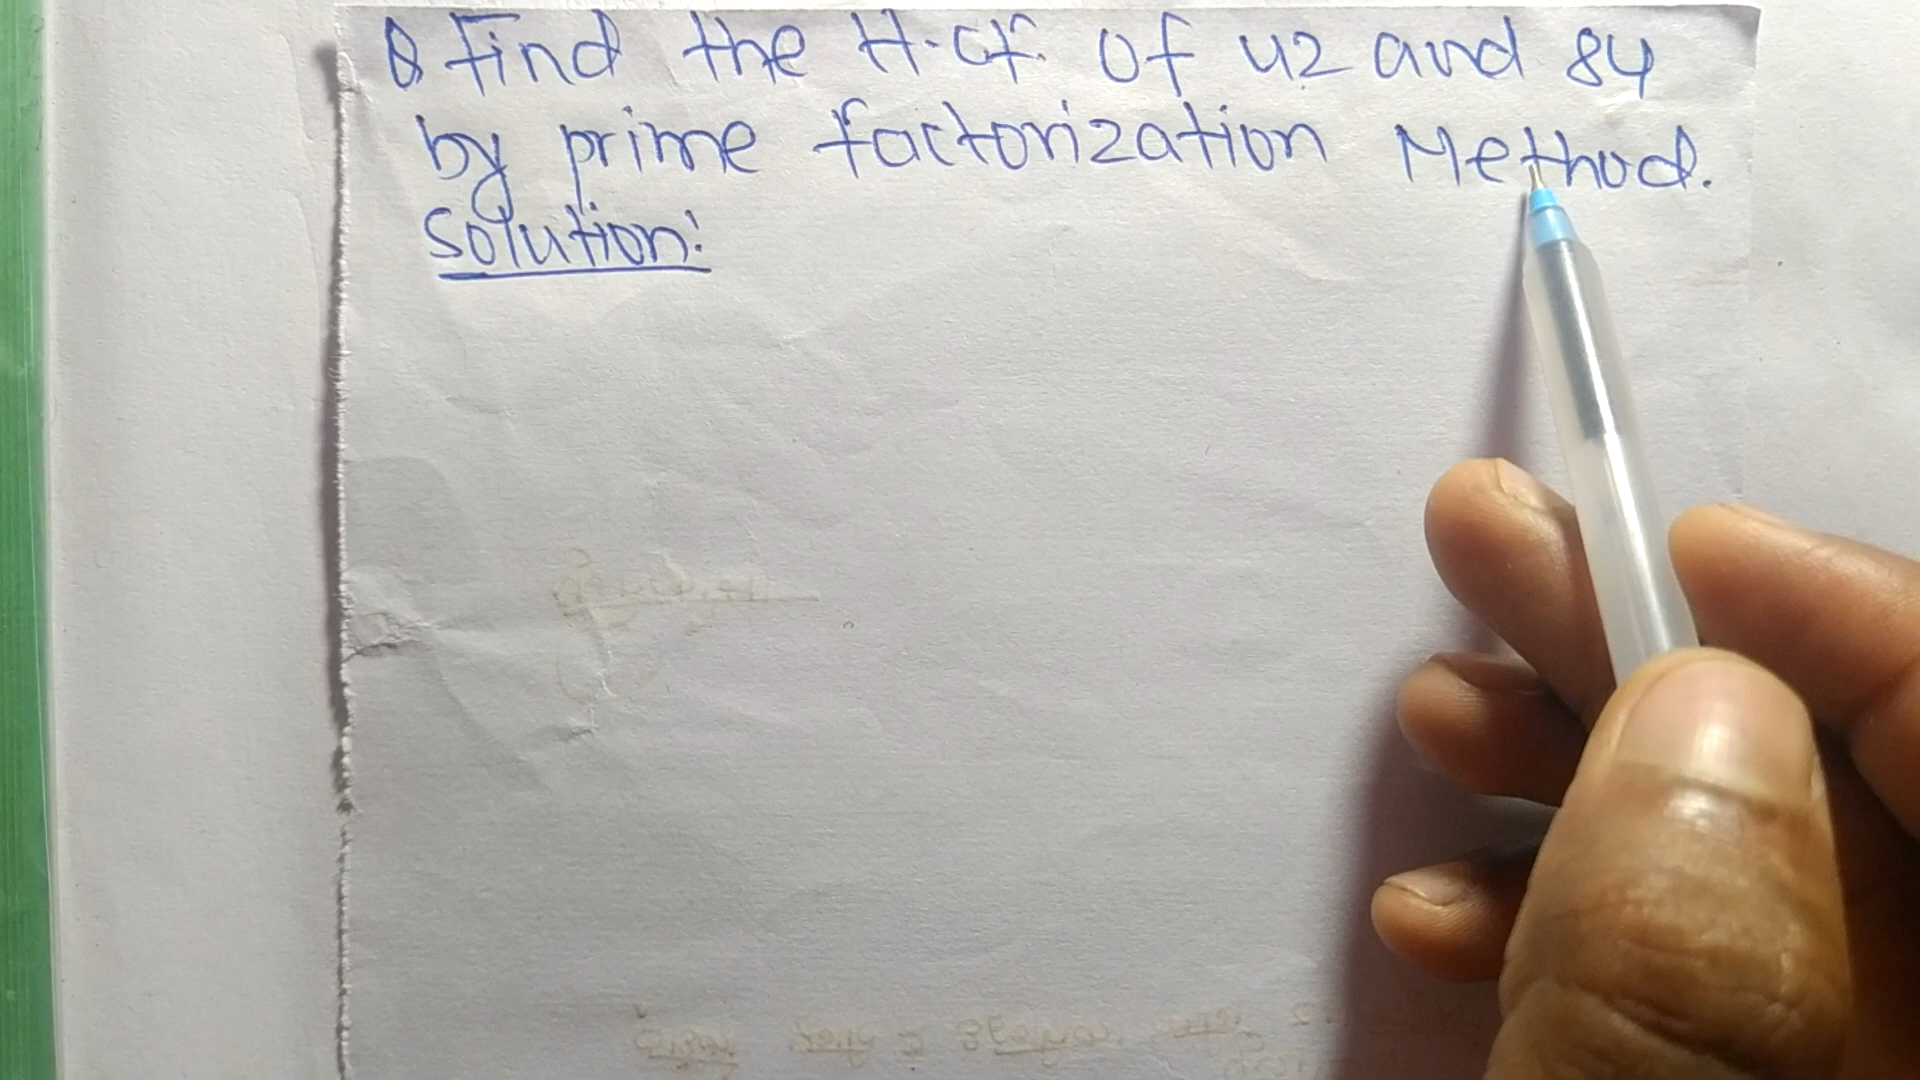 Q Find the H.C.F. of 42 and 84
by prime factorization Method.
Solution: